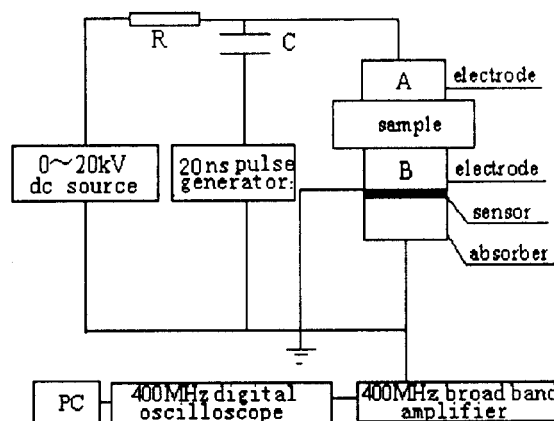 R
C
A
electrode
sample
0~20kV
dc source
20ns pulse
generator:
B
electrode
sensor
absorber
PC
400MHz digital
oscilloscope
400MHz broad band
amplifier